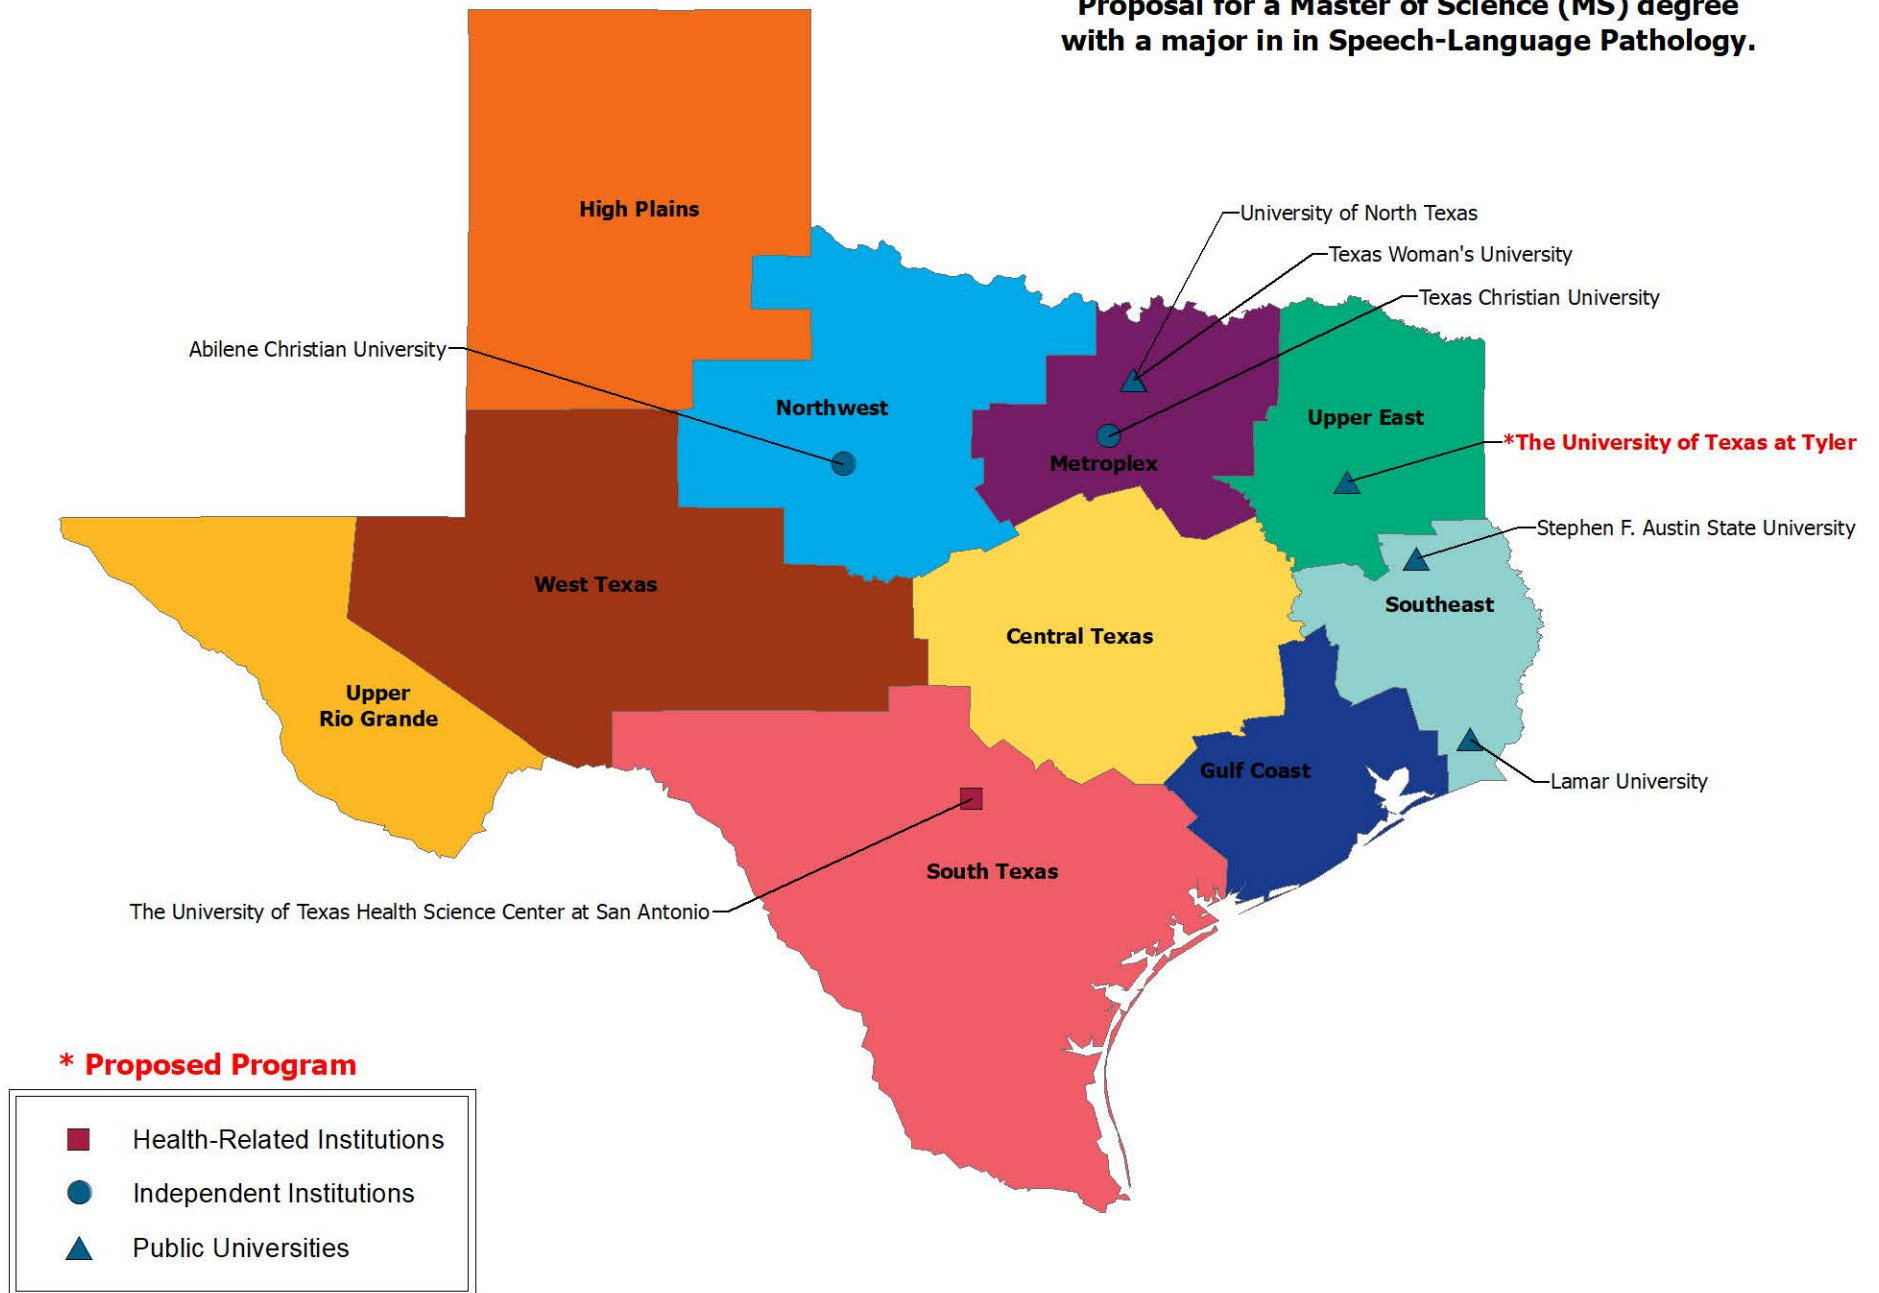 Proposal for a Master of Science (MS) degree
with a major in in Speech-Language Pathology.
High Plains
University of North Texas
Texas Woman's University
Texas Christian University
Abilene Christian University
Northwest
Upper East
*The University of Texas at Tyler
Metroplex
Stephen F. Austin State University
West Texas
Southeast
Central Texas
Upper
Rio Grande
Gulf Coast
Lamar University
South Texas
The University of Texas Health Science Center at San Antonio
* Proposed Program
Health-Related Institutions
Independent Institutions
Public Universities